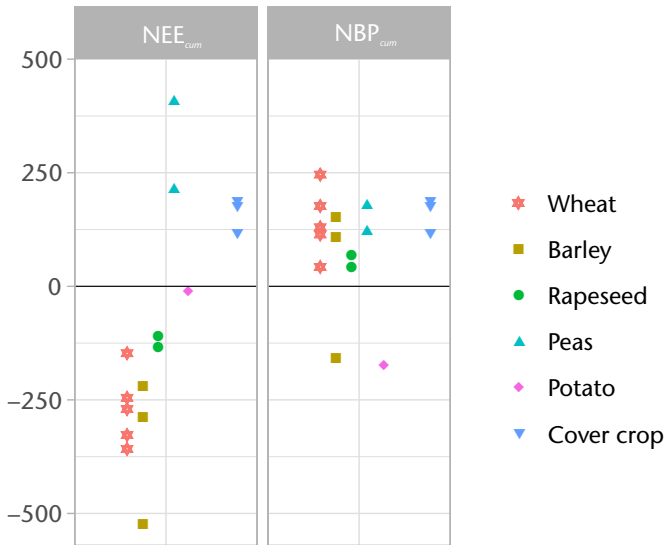 NEEcum
NBPcum
500
250
0
−250
−500
Wheat
Barley
Rapeseed
Peas
Potato
Cover crop